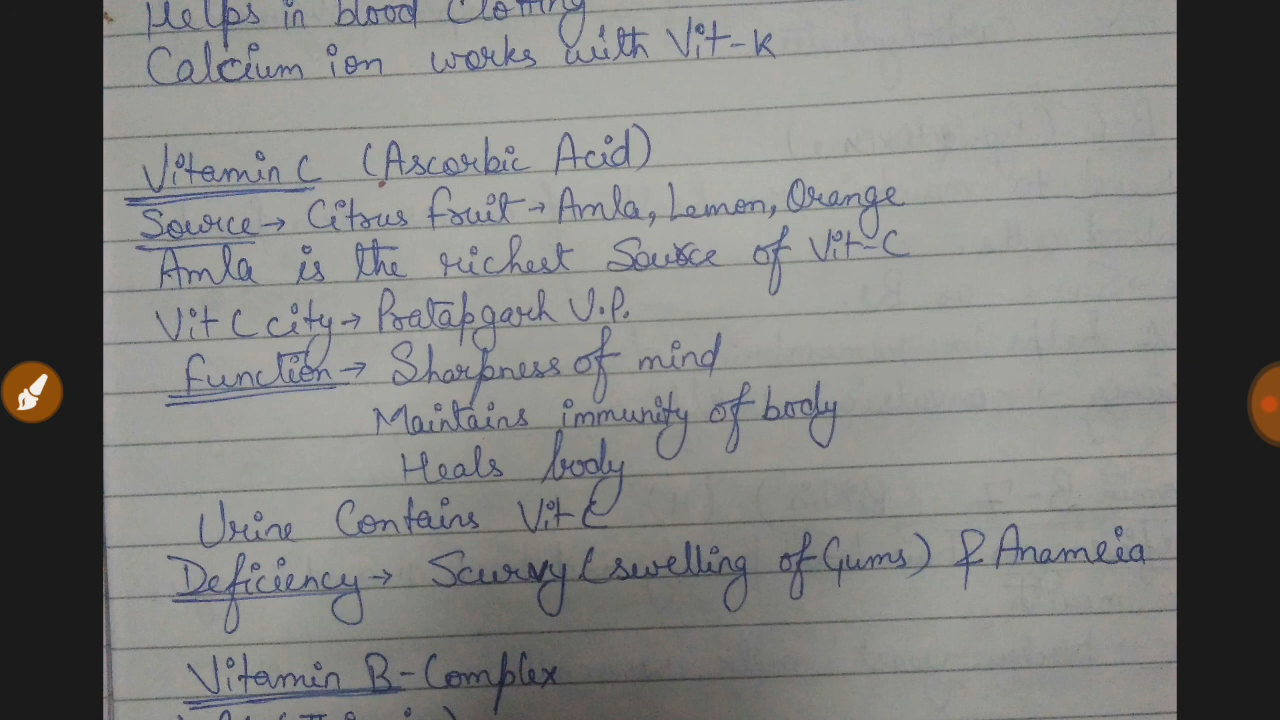 Helps in blood Clotting
Calcium ion works with Vit-K
Vitamin C (Ascorbic Acid)
Source → Citrus fruit → Amla, Lemon, Orange
Amla is the richest Source of Vit-C
Vit C city → Pratapgarh U.P.
Function → Sharpness of mind
Maintains immunity of body
Heals body
Urine Contains Vit C
Deficiency → Scurvy (swelling of Gums) & Anameia
Vitamin B-Complex